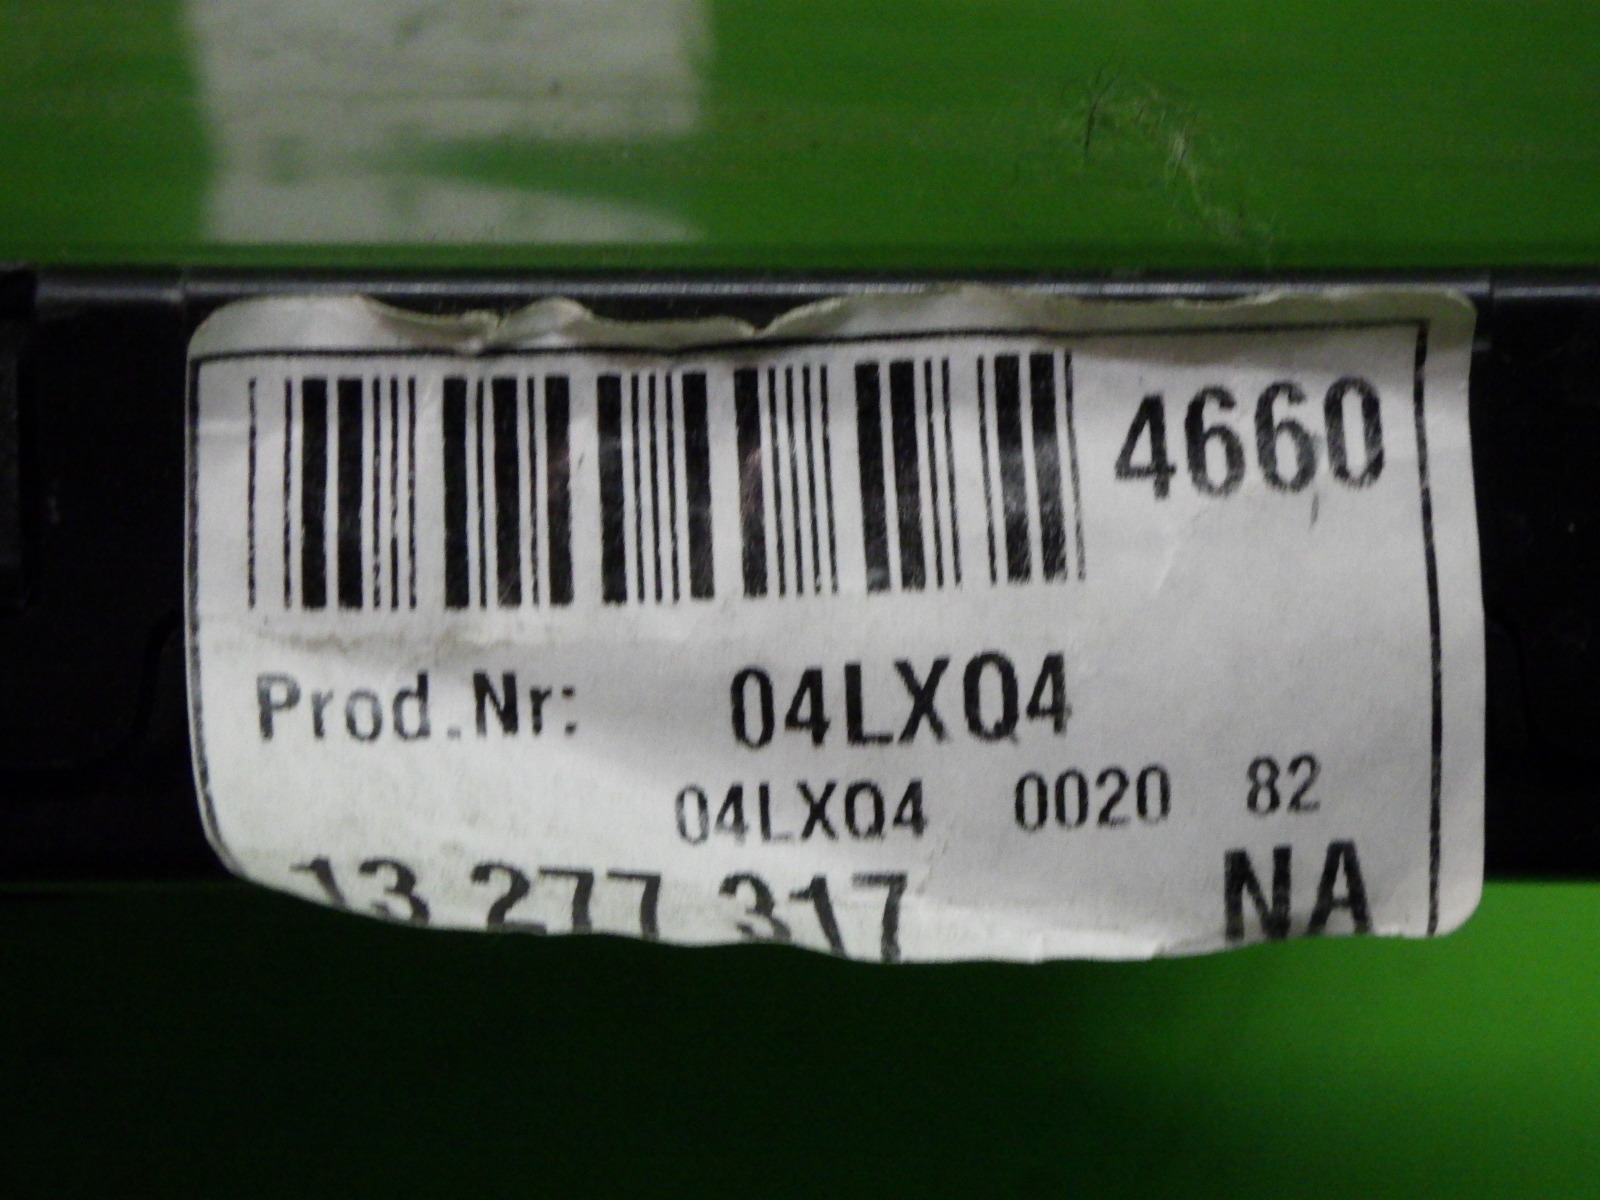 4660
Prod.Nr: 04LXQ4
04LXQ4 0020 82
13 277 317 NA